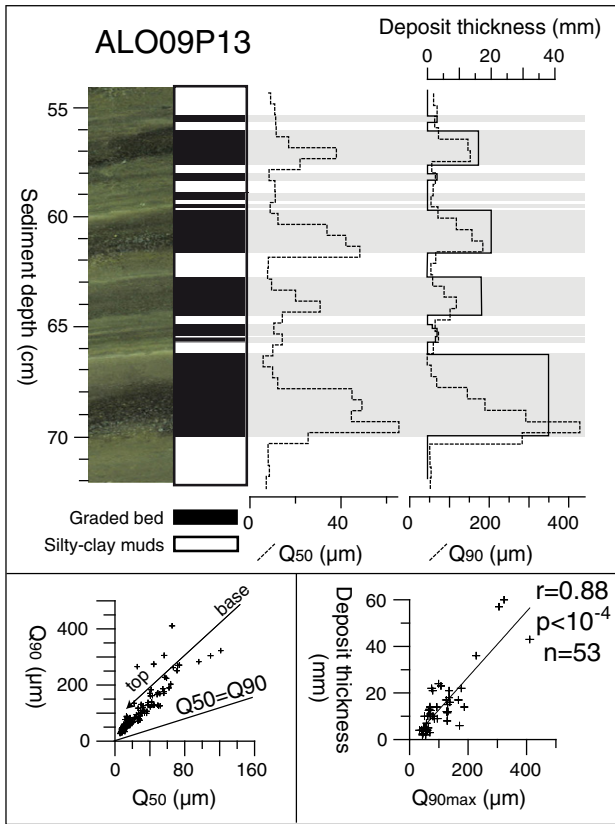 ALO09P13
Deposit thickness (mm)
0 40
55
60
65
70
Sediment depth (cm)
0 40
Q50 (µm)
0 200 400
Q90 (µm)
Graded bed
Silty-clay muds
400
200
0
Q90 (µm)
base
top
Q50=Q90
0 40 80 120 160
Q50 (µm)
60
40
20
0
Deposit thickness (mm)
r=0.88
p<10⁻⁴
n=53
0 200 400
Q90max (µm)